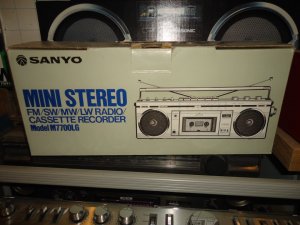 SANYO
MINI STEREO
FM/SW/MW/LW RADIO
CASSETTE RECORDER
Model M7700LG